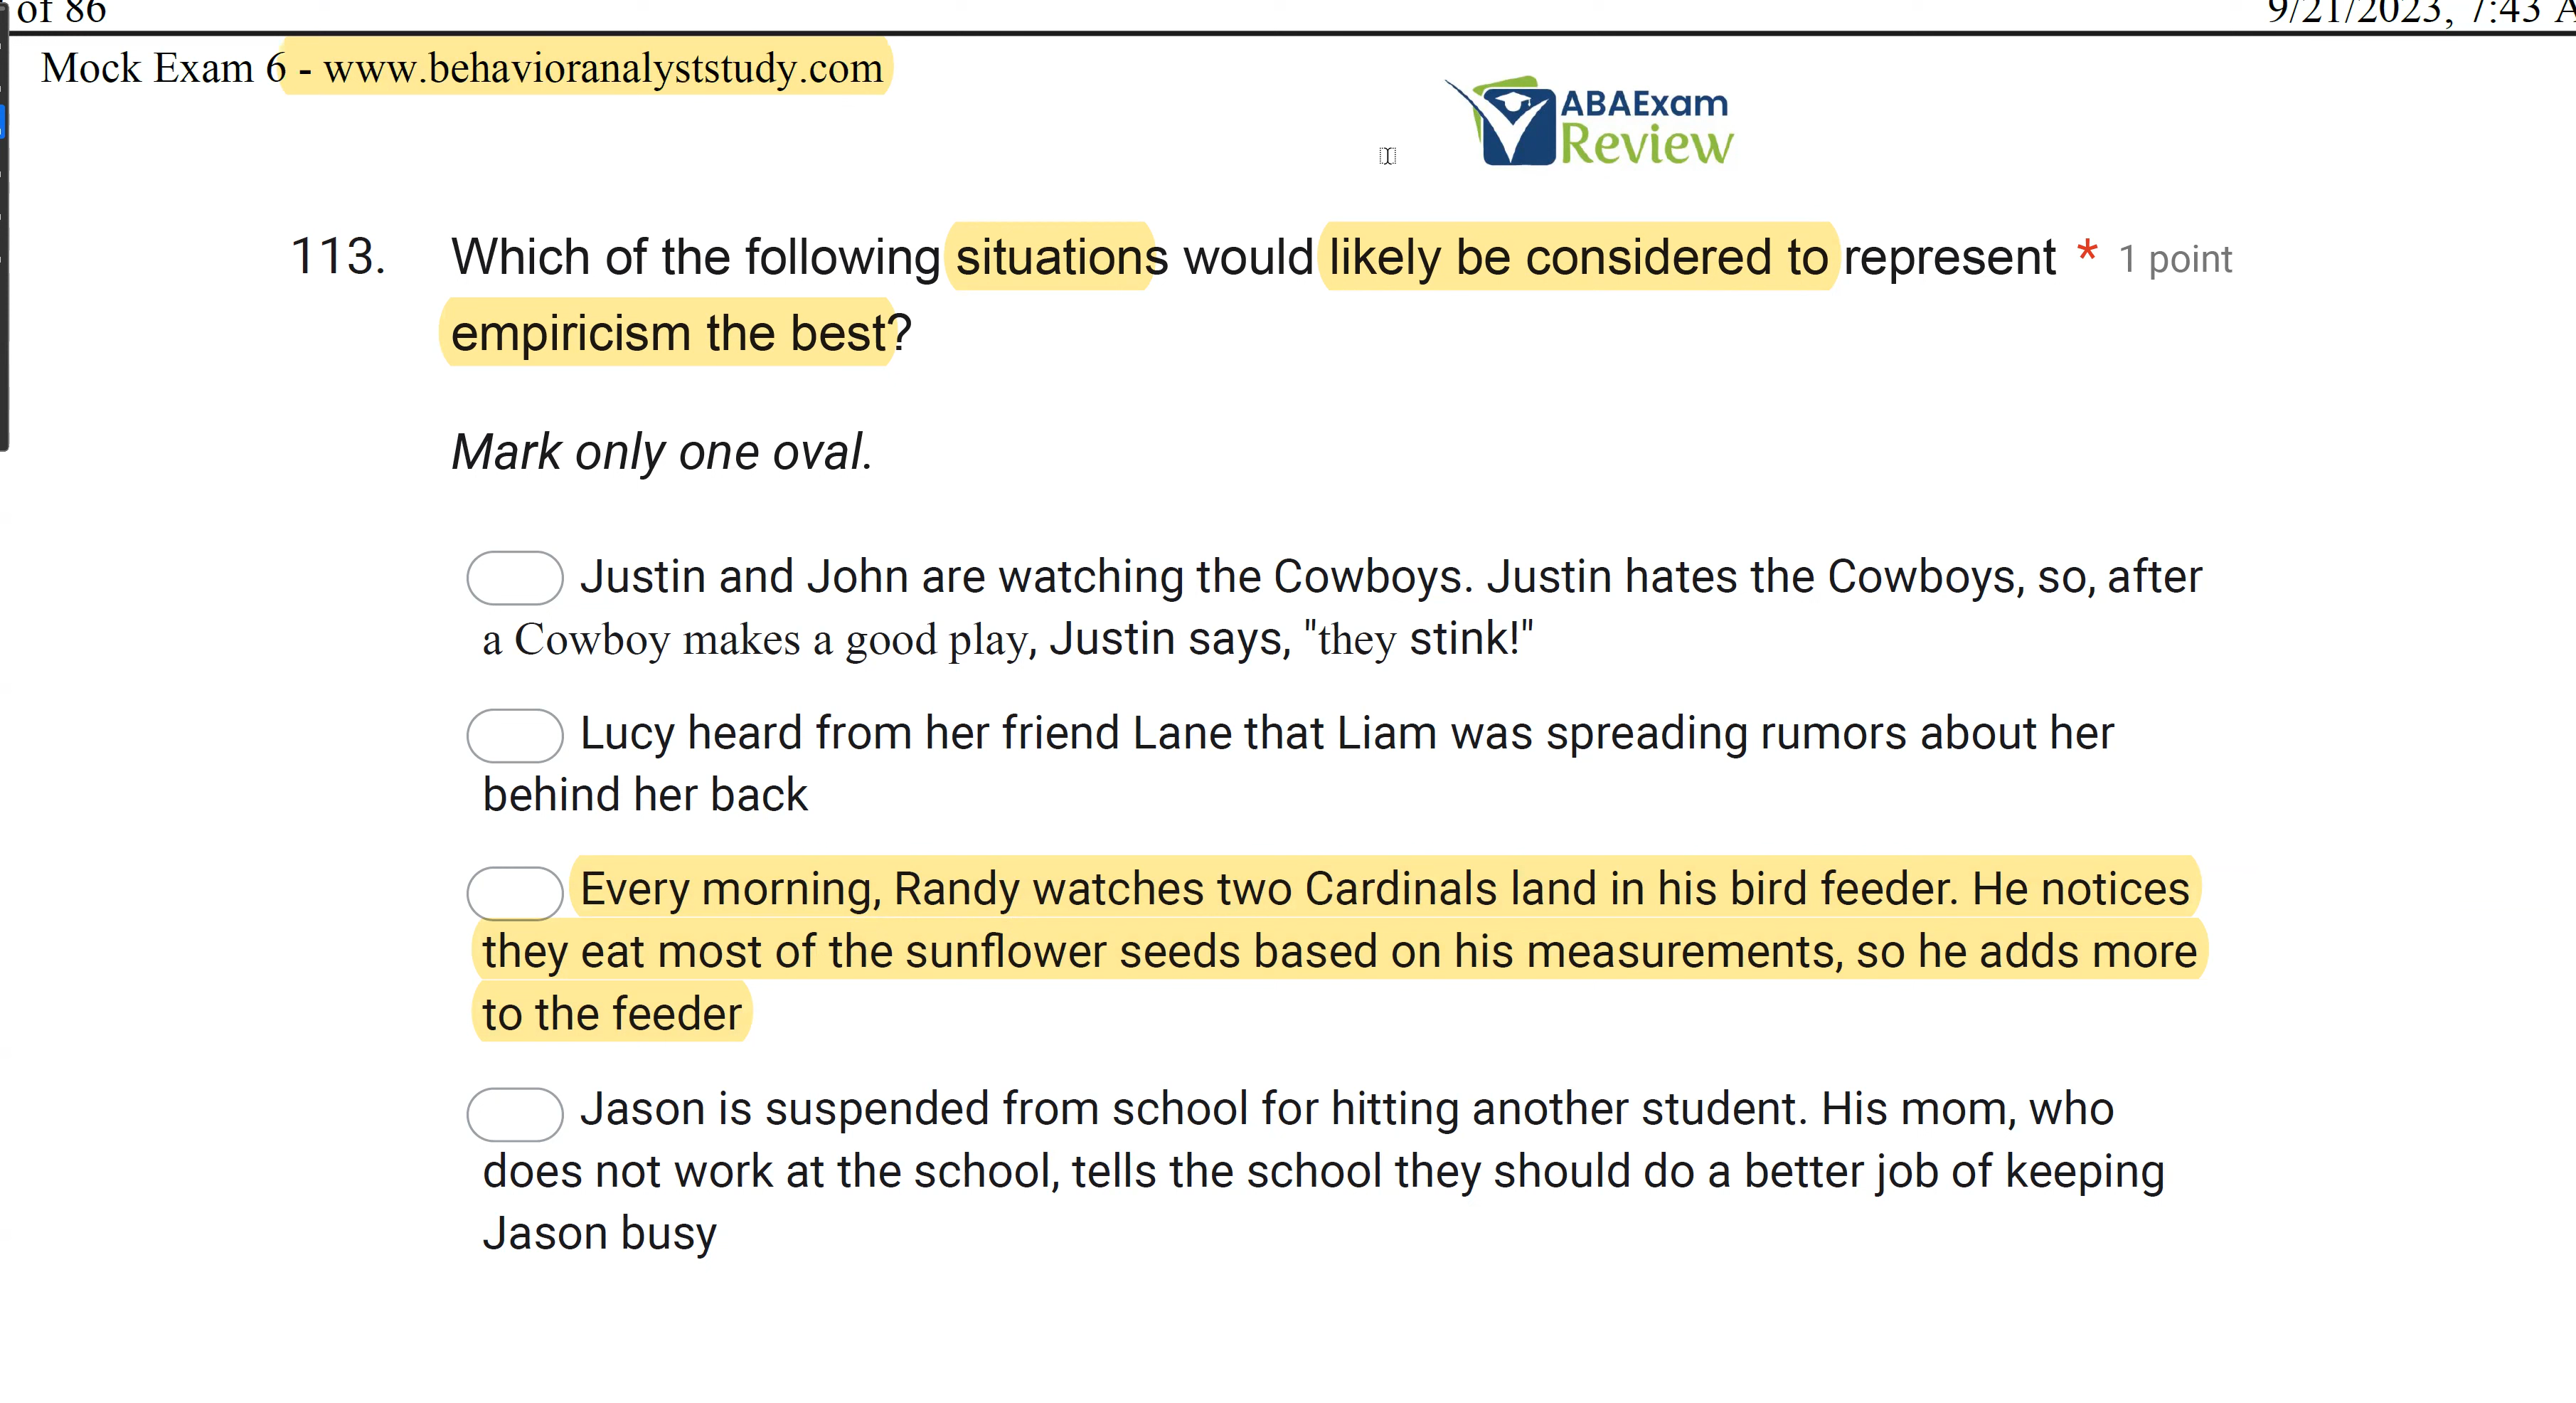 of 86
9/21/2023, 7:43 A
Mock Exam 6 - www.behavioranalyststudy.com
ABAExam
Review
113. Which of the following situations would likely be considered to represent * 1 point
empiricism the best?
Mark only one oval.
Justin and John are watching the Cowboys. Justin hates the Cowboys, so, after
a Cowboy makes a good play, Justin says, "they stink!"
Lucy heard from her friend Lane that Liam was spreading rumors about her
behind her back
Every morning, Randy watches two Cardinals land in his bird feeder. He notices
they eat most of the sunflower seeds based on his measurements, so he adds more
to the feeder
Jason is suspended from school for hitting another student. His mom, who
does not work at the school, tells the school they should do a better job of keeping
Jason busy